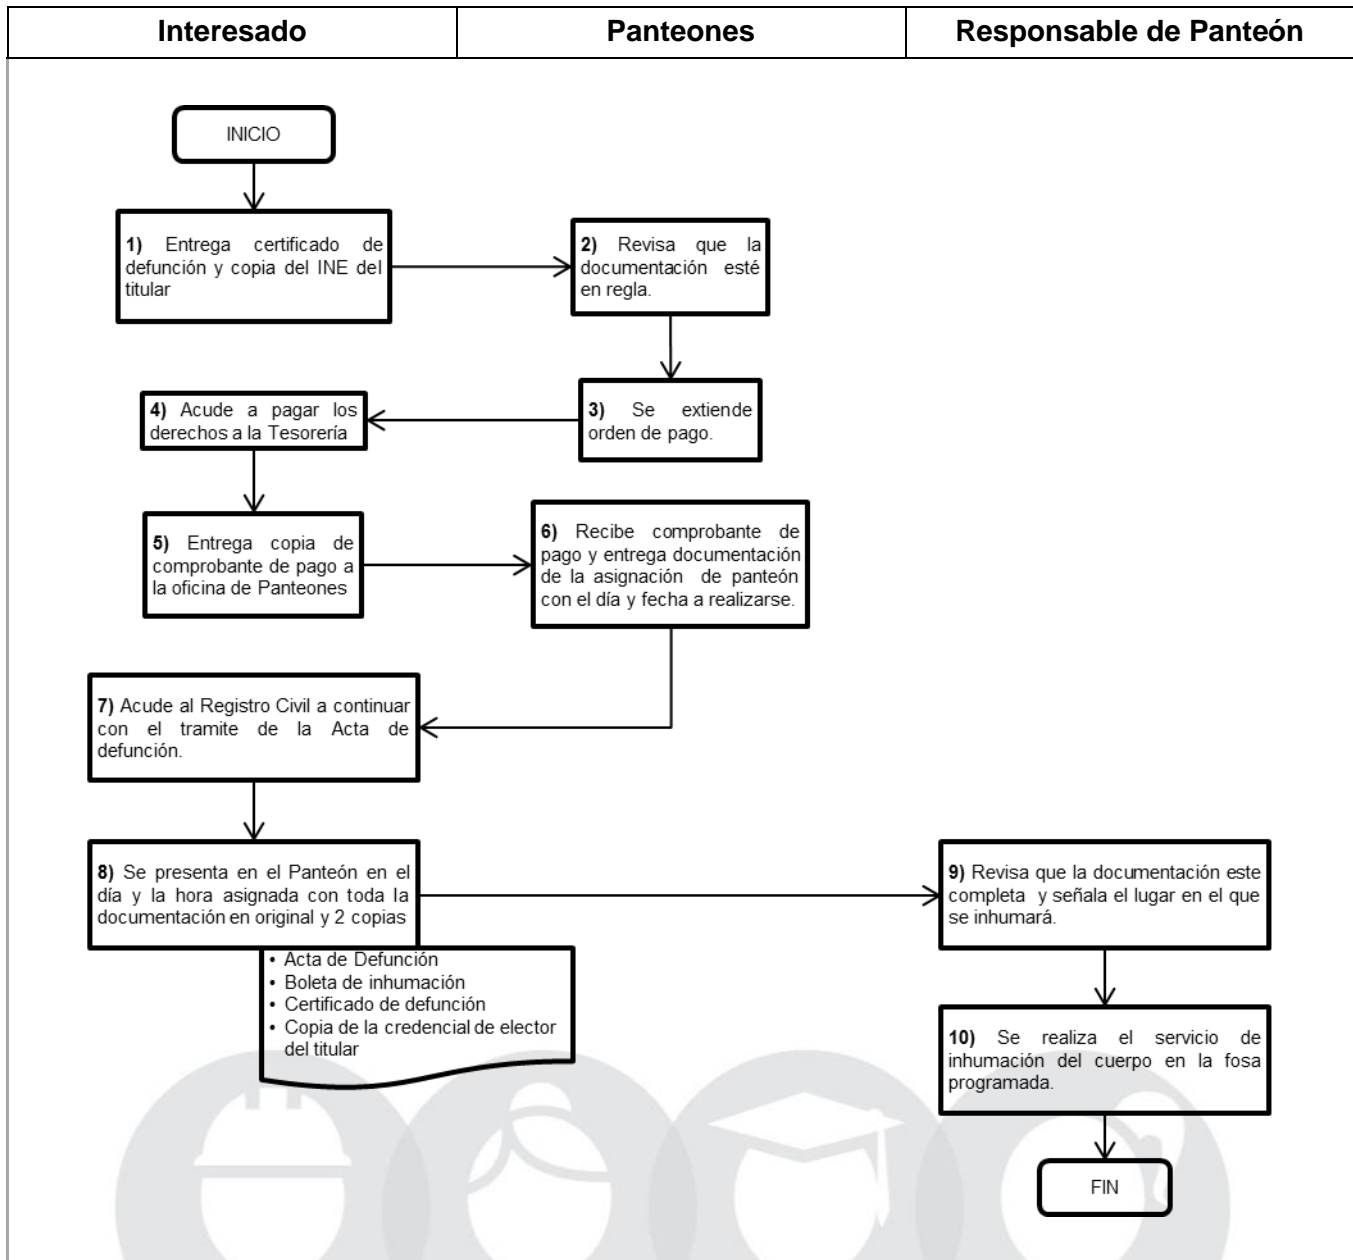 Interesado
Panteones
Responsable de Panteón
INICIO
1) Entrega certificado de
defunción y copia del INE del
titular
2) Revisa que la
documentación esté
en regla.
3) Se extiende
orden de pago.
4) Acude a pagar los
derechos a la Tesorería
5) Entrega copia de
comprobante de pago a
la oficina de Panteones
6) Recibe comprobante de
pago y entrega documentación
de la asignación de panteón
con el día y fecha a realizarse.
7) Acude al Registro Civil a continuar
con el tramite de la Acta de
defunción.
8) Se presenta en el Panteón en el
día y la hora asignada con toda la
documentación en original y 2 copias
• Acta de Defunción
• Boleta de inhumación
• Certificado de defunción
• Copia de la credencial de elector
del titular
9) Revisa que la documentación este
completa y señala el lugar en el que
se inhumará.
10) Se realiza el servicio de
inhumación del cuerpo en la fosa
programada.
FIN